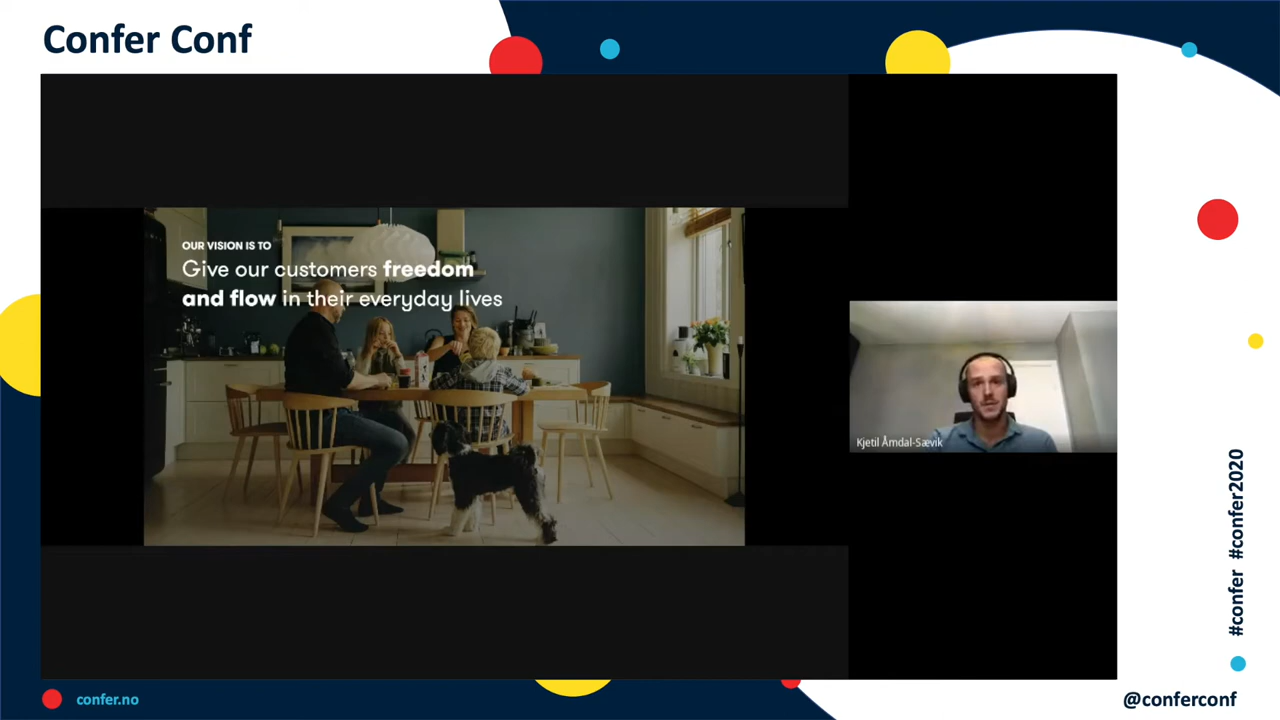 Confer Conf
OUR VISION IS TO
Give our customers freedom
and flow in their everyday lives
Kjetil Åmdal-Sævik
#confer #confer2020
confer.no
@conferconf